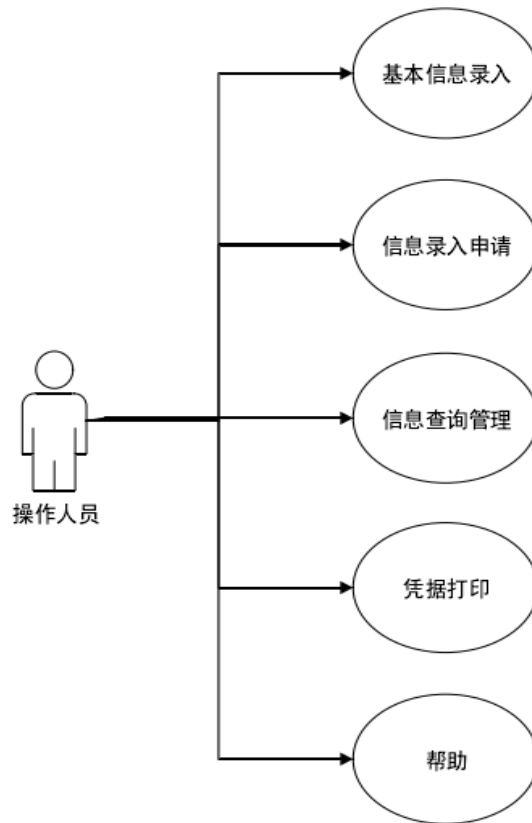 基本信息录入
信息录入申请
信息查询管理
操作人员
凭据打印
帮助